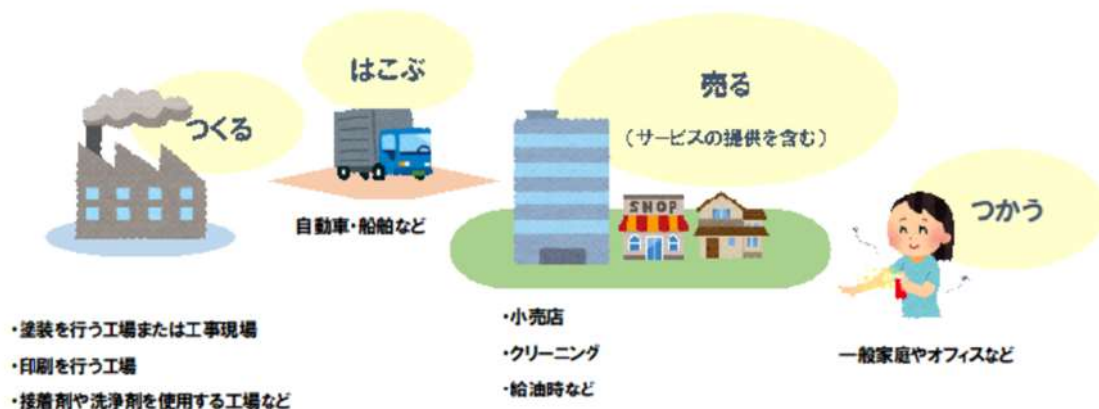 つくる
はこぶ
売る
（サービスの提供を含む）
つかう
SHOP
自動車・船舶など
・塗装を行う工場または工事現場
・印刷を行う工場
・接着剤や洗浄剤を使用する工場など
・小売店
・クリーニング
・給油時など
一般家庭やオフィスなど